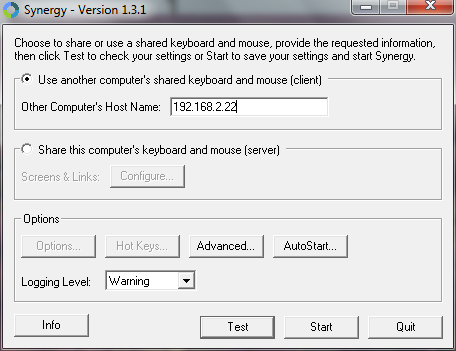 Synergy - Version 1.3.1
Choose to share or use a shared keyboard and mouse, provide the requested information,
then click Test to check your settings or Start to save your settings and start Synergy.
Use another computer's shared keyboard and mouse (client)
Other Computer's Host Name: 192.168.2.22
Share this computer's keyboard and mouse (server)
Screens & Links: Configure...
Options
Options... Hot Keys... Advanced... AutoStart...
Logging Level: Warning
Info Test Start Quit